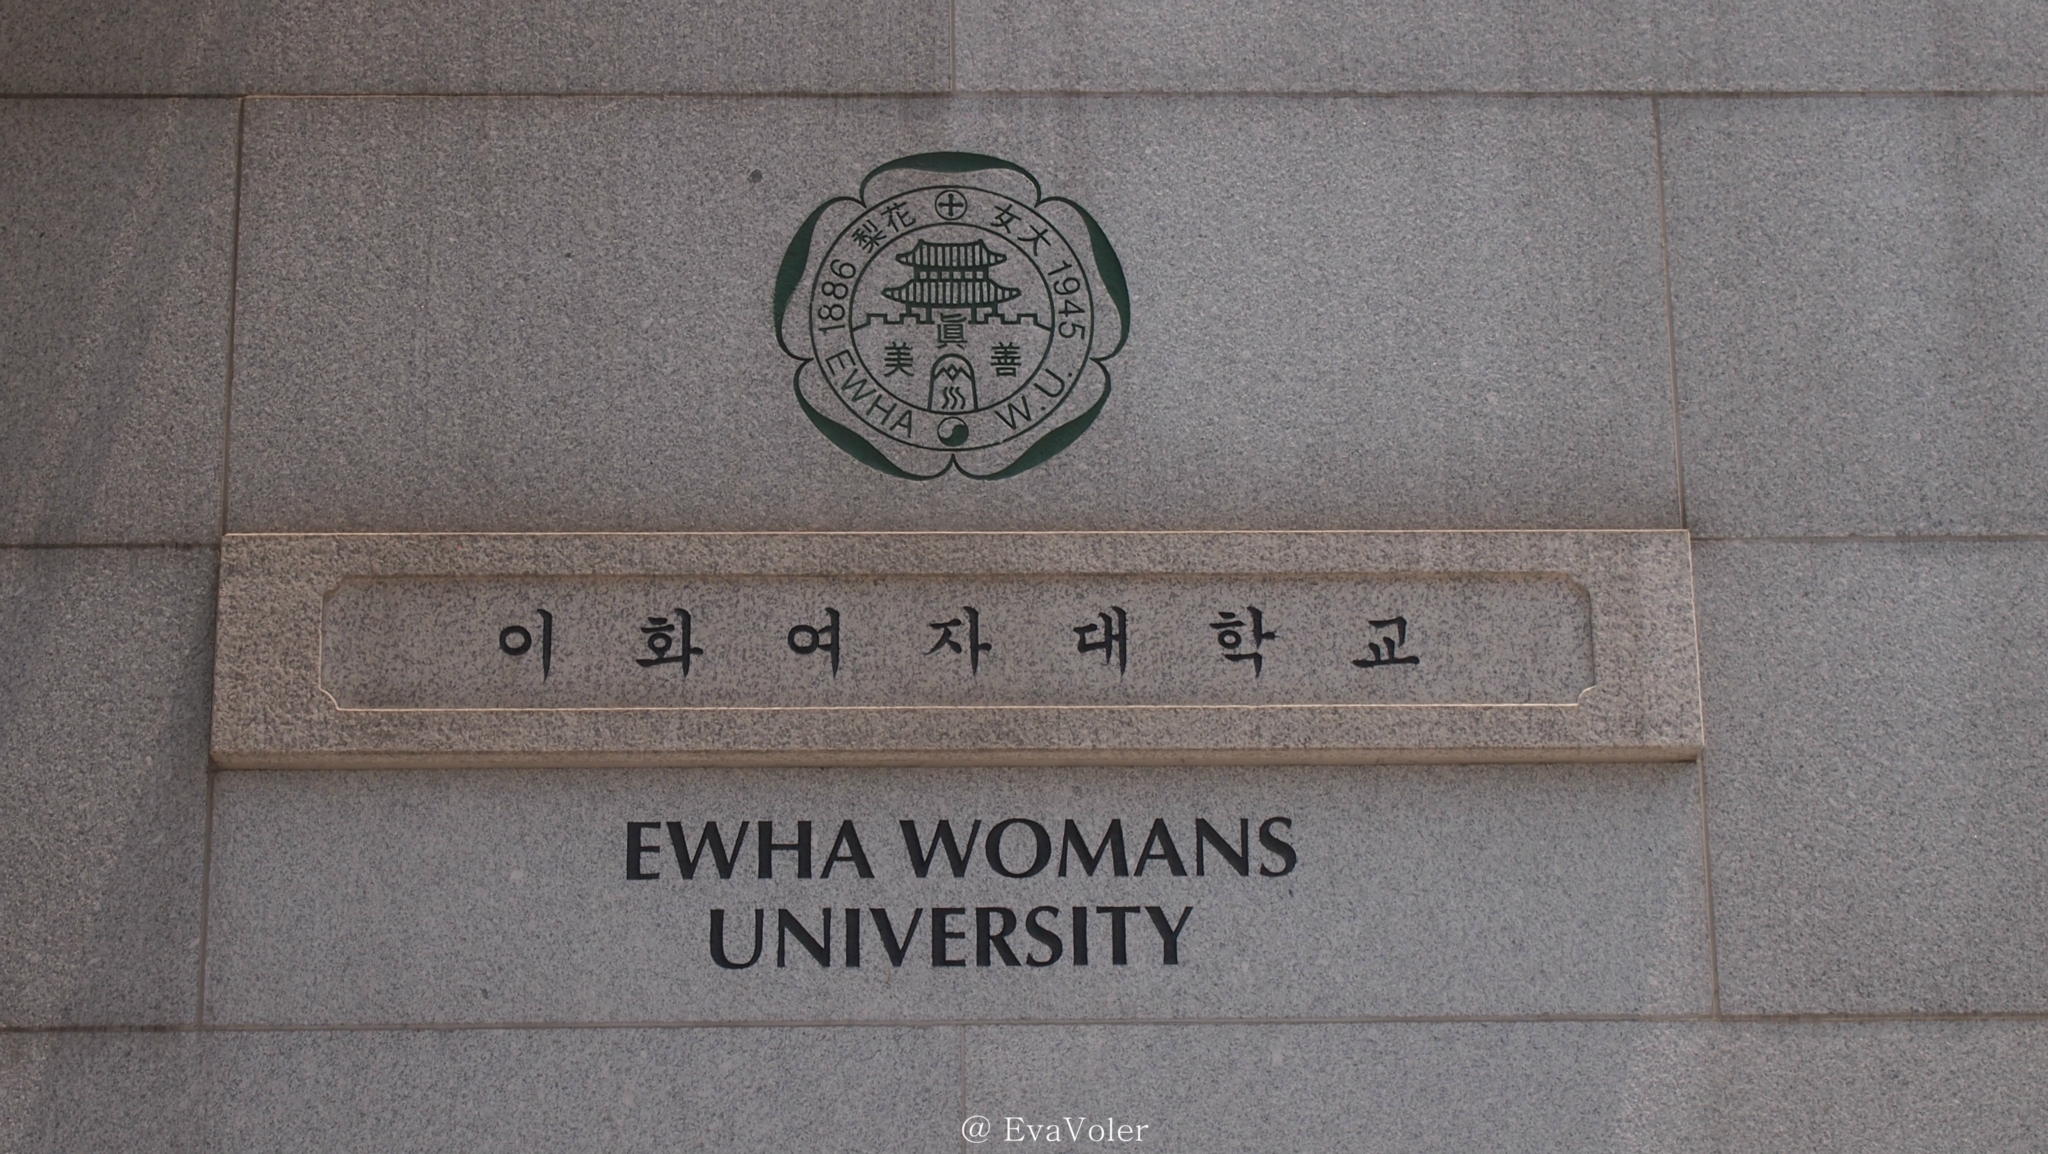 梨花 女大
1886 1945
眞
美 善
EWHA W.U.
이화여자대학교
EWHA WOMANS
UNIVERSITY
@ EvaVoler